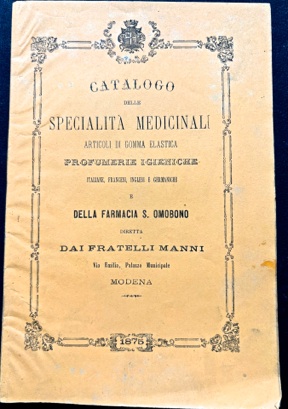 CATALOGO
DELLE
SPECIALITÀ MEDICINALI
ARTICOLI DI GOMMA ELASTICA
PROFUMERIE IGIENICHE
ITALIANE, FRANCESI, INGLESI E GERMANICHE
E
DELLA FARMACIA S. OMOBONO
DIRETTA
DAI FRATELLI MANNI
Via Emilia, Palazzo Municipale
MODENA
1875